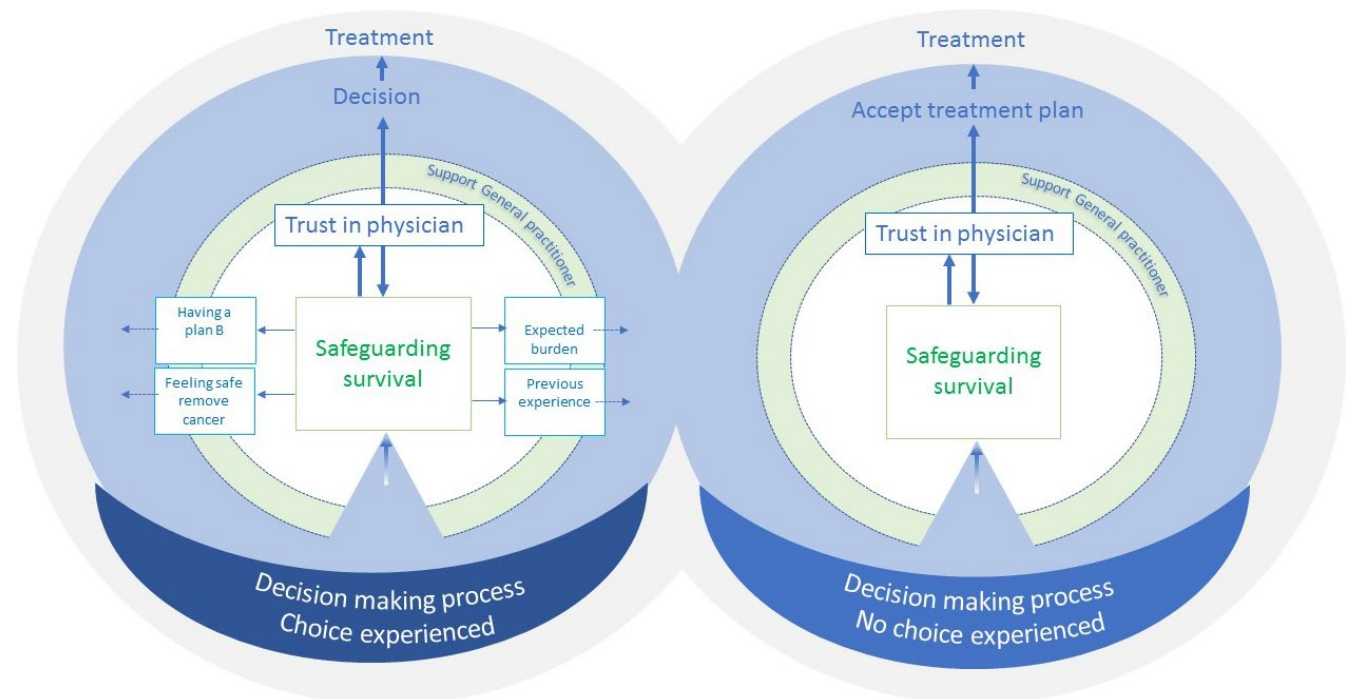 Treatment
Decision
Support General practitioner
Trust in physician
Having a
plan B
Feeling safe
remove
cancer
Safeguarding
survival
Expected
burden
Previous
experience
Decision making process
Choice experienced
Treatment
Accept treatment plan
Support General practitioner
Trust in physician
Safeguarding
survival
Decision making process
No choice experienced